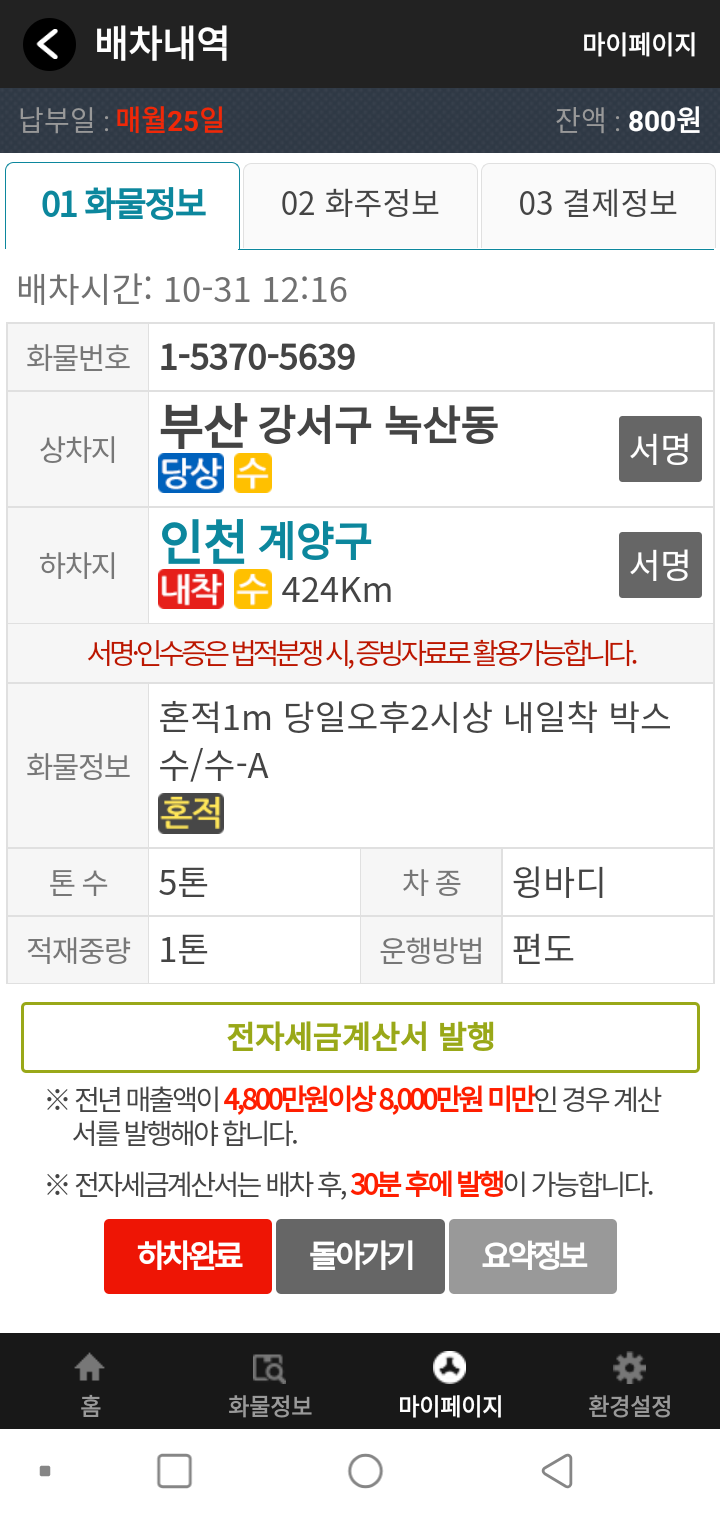 배차내역 마이페이지
납부일 : 매월25일 잔액 : 800원
01 화물정보 02 화주정보 03 결제정보
배차시간: 10-31 12:16
화물번호 1-5370-5639
상차지 부산 강서구 녹산동 서명
당상 수
하차지 인천 계양구 서명
내착 수 424Km
서명·인수증은 법적분쟁 시, 증빙자료로 활용가능합니다.
화물정보 혼적1m 당일오후2시상 내일착 박스
수/수-A
혼적
톤 수 5톤 차 종 윙바디
적재중량 1톤 운행방법 편도
전자세금계산서 발행
※ 전년 매출액이 4,800만원이상 8,000만원 미만인 경우 계산
서를 발행해야 합니다.
※ 전자세금계산서는 배차 후, 30분 후에 발행이 가능합니다.
하차완료 돌아가기 요약정보
홈 화물정보 마이페이지 환경설정